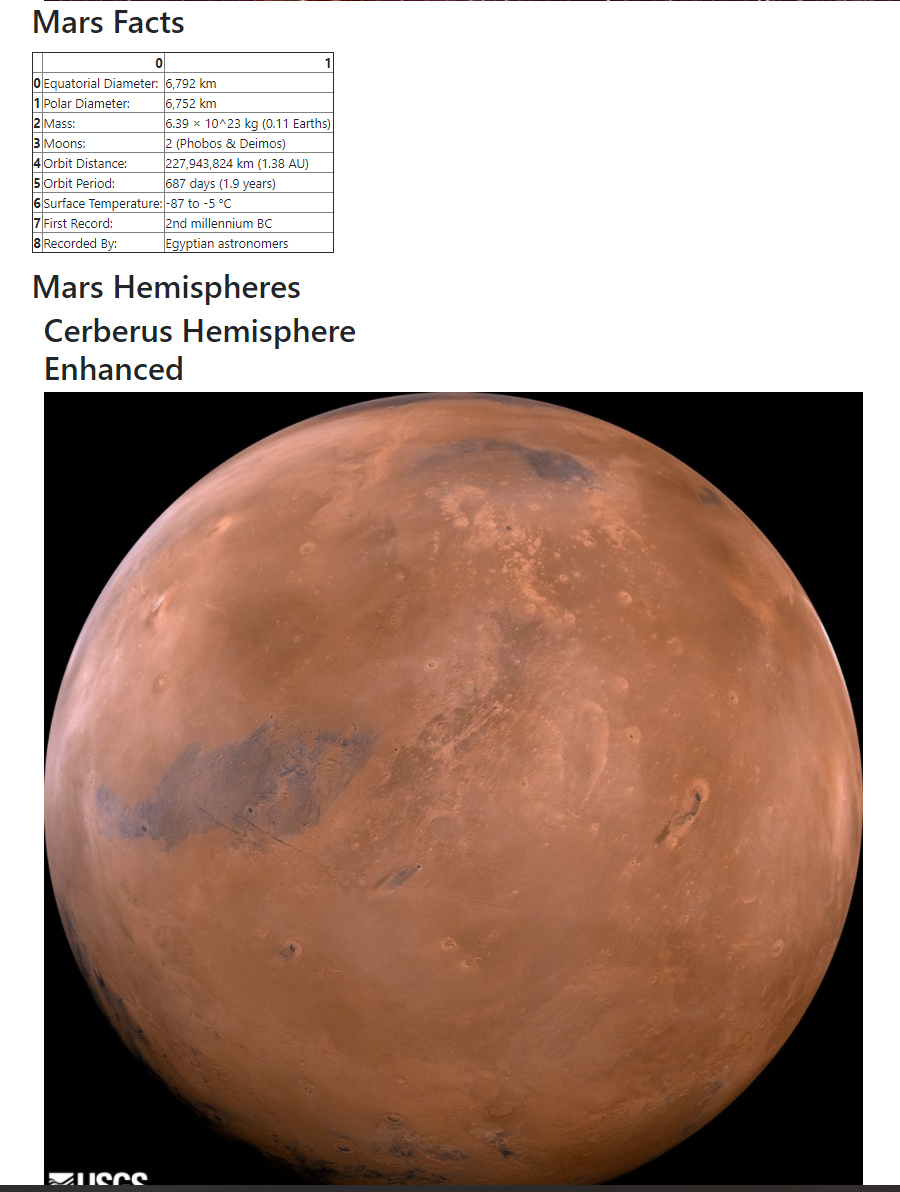 Mars Facts
0 1
0 Equatorial Diameter: 6,792 km
1 Polar Diameter: 6,752 km
2 Mass: 6.39 × 10^23 kg (0.11 Earths)
3 Moons: 2 (Phobos & Deimos)
4 Orbit Distance: 227,943,824 km (1.38 AU)
5 Orbit Period: 687 days (1.9 years)
6 Surface Temperature: -87 to -5 °C
7 First Record: 2nd millennium BC
8 Recorded By: Egyptian astronomers
Mars Hemispheres
Cerberus Hemisphere
Enhanced
USGS